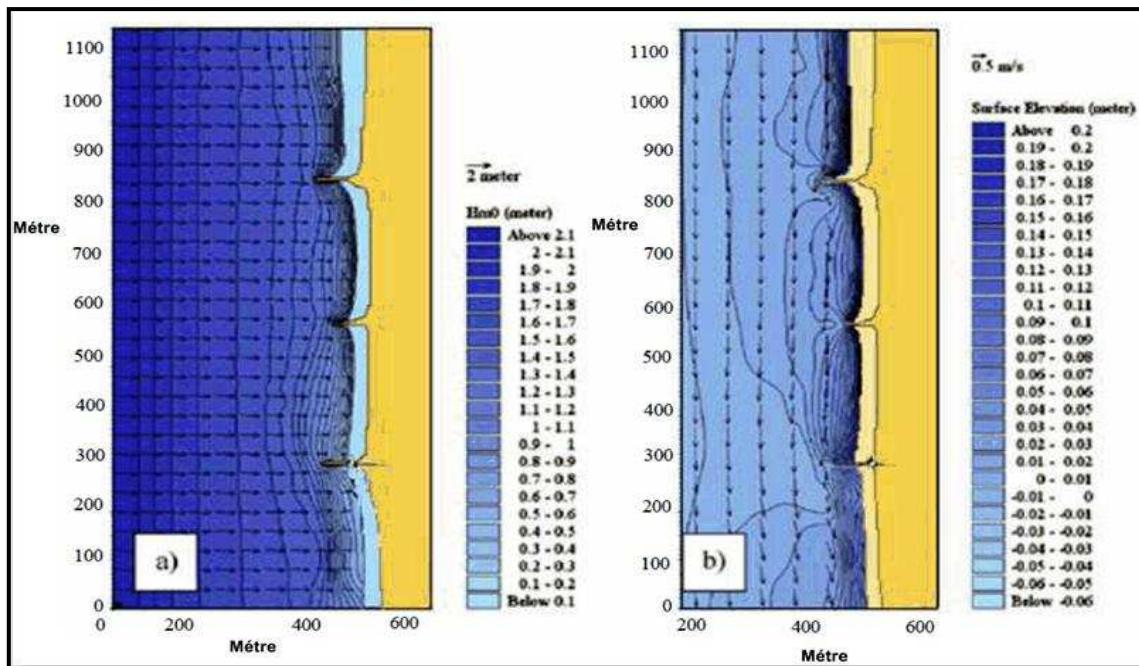 1100
1000
900
800
Métre
700
600
500
400
300
200
100
0
a)
0 200 400 600
Métre
2 meter
Hm0 (meter)
Above 2.1
2 - 2.1
1.9 - 2
1.8 - 1.9
1.7 - 1.8
1.6 - 1.7
1.5 - 1.6
1.4 - 1.5
1.3 - 1.4
1.2 - 1.3
1.1 - 1.2
1 - 1.1
0.9 - 1
0.8 - 0.9
0.7 - 0.8
0.6 - 0.7
0.5 - 0.6
0.4 - 0.5
0.3 - 0.4
0.2 - 0.3
0.1 - 0.2
Below 0.1
1100
1000
900
800
Métre
700
600
500
400
300
200
100
0
b)
200 400 600
Métre
0.5 m/s
Surface Elevation (meter)
Above 0.2
0.19 - 0.2
0.18 - 0.19
0.17 - 0.18
0.16 - 0.17
0.15 - 0.16
0.14 - 0.15
0.13 - 0.14
0.12 - 0.13
0.11 - 0.12
0.1 - 0.11
0.09 - 0.1
0.08 - 0.09
0.07 - 0.08
0.06 - 0.07
0.05 - 0.06
0.04 - 0.05
0.03 - 0.04
0.02 - 0.03
0.01 - 0.02
0 - 0.01
-0.01 - 0
-0.02 - -0.01
-0.03 - -0.02
-0.04 - -0.03
-0.05 - -0.04
-0.06 - -0.05
Below -0.06